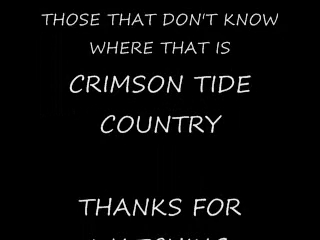 THOSE THAT DON'T KNOW
WHERE THAT IS
CRIMSON TIDE
COUNTRY
THANKS FOR